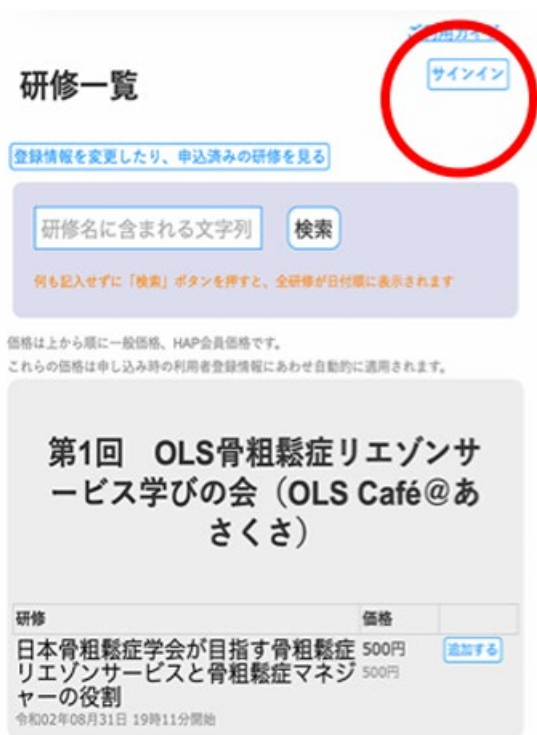 ご利用ガイド
研修一覧
サインイン
登録情報を変更したり、申込済みの研修を見る
研修名に含まれる文字列
検索
何も記入せずに「検索」ボタンを押すと、全研修が日付順に表示されます
価格は上から順に一般価格、HAP会員価格です。
これらの価格は申し込み時の利用者登録情報にあわせ自動的に適用されます。
第1回　OLS骨粗鬆症リエゾンサ
ービス学びの会（OLS Café@あ
さくさ）
研修 価格
日本骨粗鬆症学会が目指す骨粗鬆症 500円 追加する
リエゾンサービスと骨粗鬆症マネジ 500円
ャーの役割
令和02年08月31日 19時11分開始